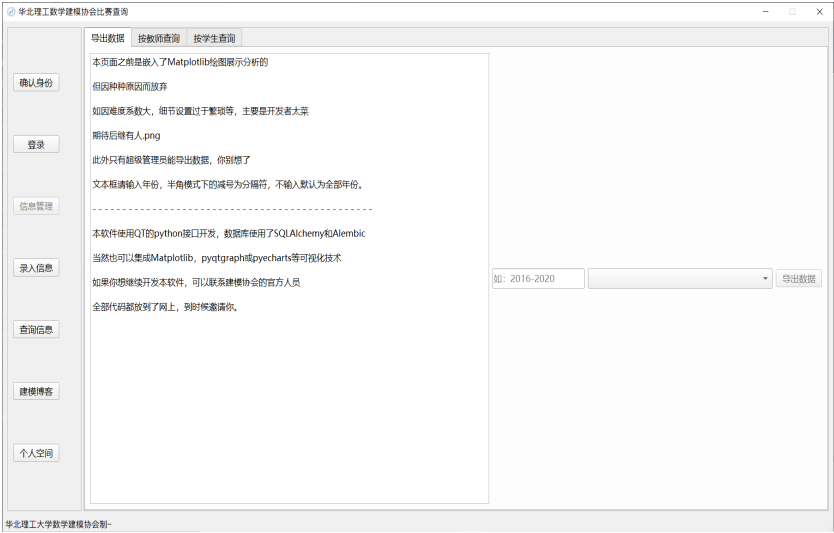 华北理工数学建模协会比赛查询
导出数据
按教师查询
按学生查询
确认身份
登录
信息管理
录入信息
查询信息
建模博客
个人空间
本页面之前是嵌入了Matplotlib绘图展示分析的
但因种种原因而放弃
如因难度系数大，细节设置过于繁琐等，主要是开发者太菜
期待后继有人.png
此外只有超级管理员能导出数据，你别想了
文本框请输入年份，半角模式下的减号为分隔符，不输入默认为全部年份。
- - - - - - - - - - - - - - - - - - - - - - - - - - - - - - - - - - - - - - - - - - - - - - -
本软件使用QT的python接口开发，数据库使用了SQLAlchemy和Alembic
当然也可以集成Matplotlib，pyqtgraph或pyecharts等可视化技术
如果你想继续开发本软件，可以联系建模协会的官方人员
全部代码都放到了网上，到时候邀请你。
如：2016-2020
导出数据
华北理工大学数学建模协会制~